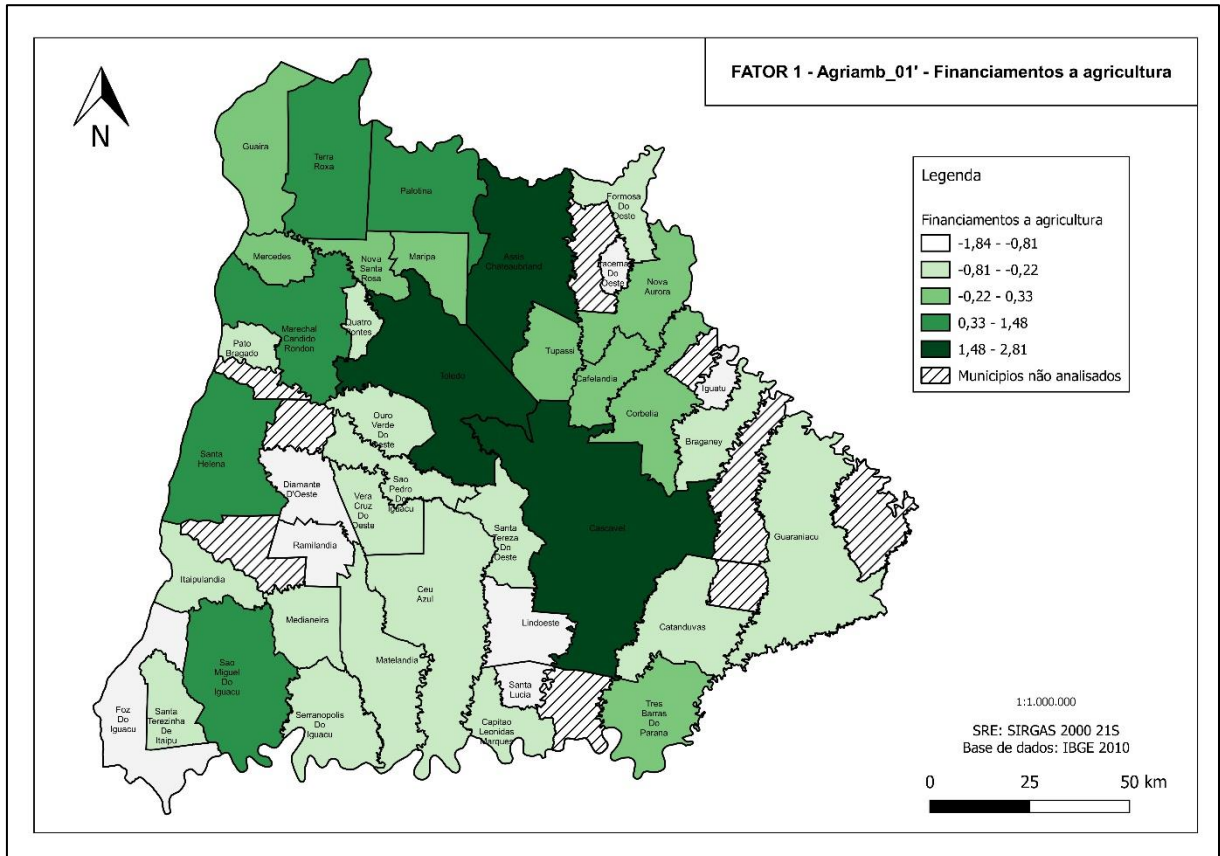 FATOR 1 - Agriamb_01' - Financiamentos a agricultura
N
Legenda
Financiamentos a agricultura
-1,84 - -0,81
-0,81 - -0,22
-0,22 - 0,33
0,33 - 1,48
1,48 - 2,81
Municipios não analisados
Guaira
Terra
Roxa
Palotina
Assis
Chateaubriand
Formosa
Do
Oeste
Iracema
Do
Oeste
Mercedes
Nova
Santa
Rosa
Maripa
Nova
Aurora
Marechal
Candido
Rondon
Quatro
Pontes
Pato
Bragado
Toledo
Tupassi
Cafelandia
Iguatu
Corbelia
Braganey
Ouro
Verde
Do
Oeste
Santa
Helena
Diamante
D'Oeste
Vera
Cruz
Do
Oeste
Sao
Pedro
Do
Iguacu
Santa
Tereza
Do
Oeste
Cascavel
Guaraniacu
Ramilandia
Itaipulandia
Medianeira
Ceu
Azul
Lindoeste
Catanduvas
Matelandia
Sao
Miguel
Do
Iguacu
Santa
Lucia
Foz
Do
Iguacu
Santa
Terezinha
De
Itaipu
Serranopolis
Do
Iguacu
Capitao
Leonidas
Marques
Tres
Barras
Do
Parana
1:1.000.000
SRE: SIRGAS 2000 21S
Base de dados: IBGE 2010
0 25 50 km